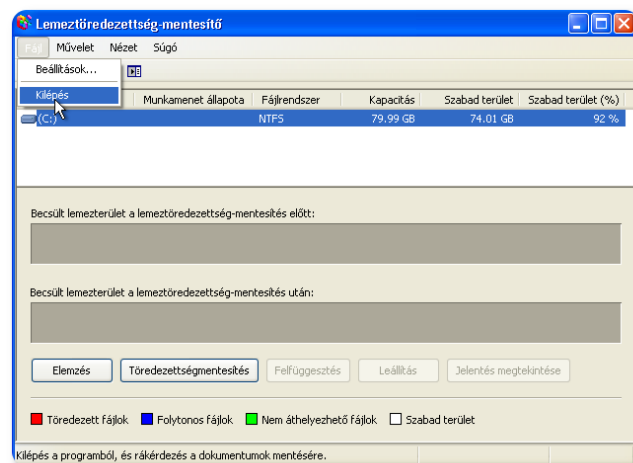 Lemeztöredezettség-mentesítő
Fájl Művelet Nézet Súgó
Beállítások...
Kilépés
Munkamenet állapota Fájlrendszer Kapacitás Szabad terület Szabad terület (%)
(C:) NTFS 79.99 GB 74.01 GB 92 %
Becsült lemezterület a lemeztöredezettség-mentesítés előtt:
Becsült lemezterület a lemeztöredezettség-mentesítés után:
Elemzés Töredezettségmentesítés Felfüggesztés Leállítás Jelentés megtekintése
Töredezett fájlok Folytonos fájlok Nem áthelyezhető fájlok Szabad terület
Kilépés a programból, és rákérdezés a dokumentumok mentésére.